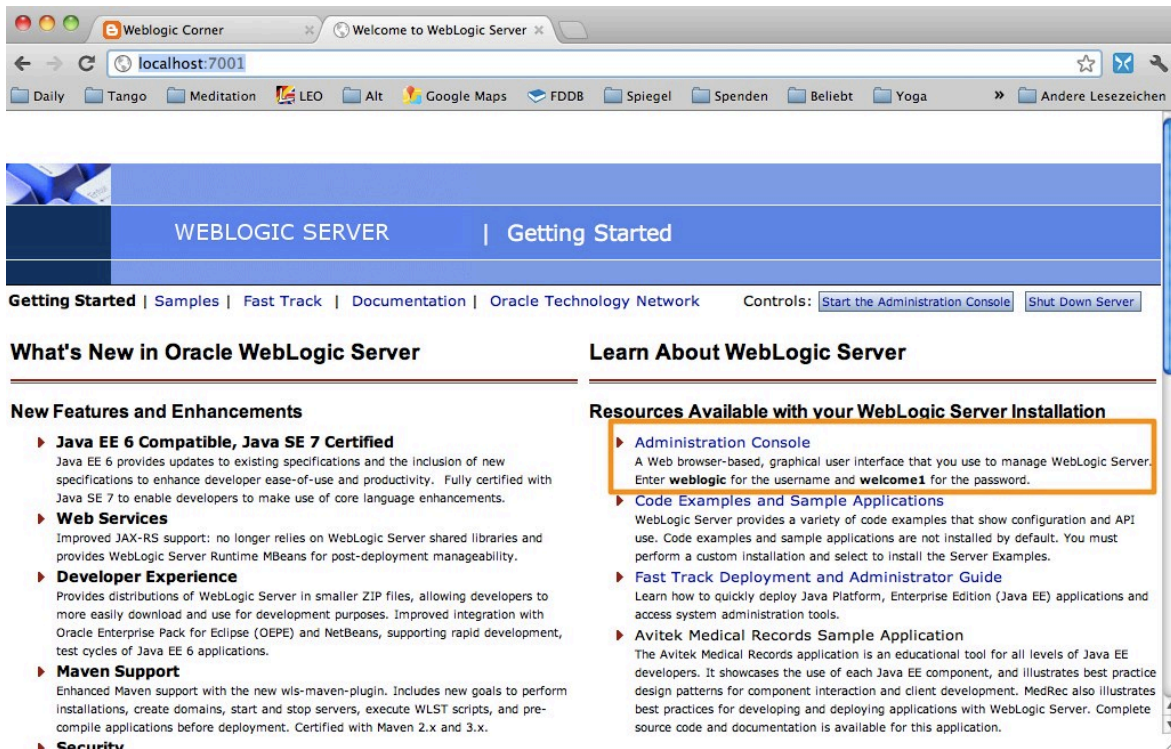 Weblogic Corner
Welcome to WebLogic Server
localhost:7001
Daily
Tango
Meditation
LEO
Alt
Google Maps
FDDB
Spiegel
Spenden
Beliebt
Yoga
»
Andere Lesezeichen
WEBLOGIC SERVER | Getting Started
Getting Started | Samples | Fast Track | Documentation | Oracle Technology Network Controls: Start the Administration Console Shut Down Server
What's New in Oracle WebLogic Server
New Features and Enhancements
Java EE 6 Compatible, Java SE 7 Certified
Java EE 6 provides updates to existing specifications and the inclusion of new
specifications to enhance developer ease-of-use and productivity. Fully certified with
Java SE 7 to enable developers to make use of core language enhancements.
Web Services
Improved JAX-RS support: no longer relies on WebLogic Server shared libraries and
provides WebLogic Server Runtime MBeans for post-deployment manageability.
Developer Experience
Provides distributions of WebLogic Server in smaller ZIP files, allowing developers to
more easily download and use for development purposes. Improved integration with
Oracle Enterprise Pack for Eclipse (OEPE) and NetBeans, supporting rapid development,
test cycles of Java EE 6 applications.
Maven Support
Enhanced Maven support with the new wls-maven-plugin. Includes new goals to perform
installations, create domains, start and stop servers, execute WLST scripts, and pre-
compile applications before deployment. Certified with Maven 2.x and 3.x.
Security
Learn About WebLogic Server
Resources Available with your WebLogic Server Installation
Administration Console
A Web browser-based, graphical user interface that you use to manage WebLogic Server.
Enter weblogic for the username and welcome1 for the password.
Code Examples and Sample Applications
WebLogic Server provides a variety of code examples that show configuration and API
use. Code examples and sample applications are not installed by default. You must
perform a custom installation and select to install the Server Examples.
Fast Track Deployment and Administrator Guide
Learn how to quickly deploy Java Platform, Enterprise Edition (Java EE) applications and
access system administration tools.
Avitek Medical Records Sample Application
The Avitek Medical Records application is an educational tool for all levels of Java EE
developers. It showcases the use of each Java EE component, and illustrates best practice
design patterns for component interaction and client development. MedRec also illustrates
best practices for developing and deploying applications with WebLogic Server. Complete
source code and documentation is available for this application.